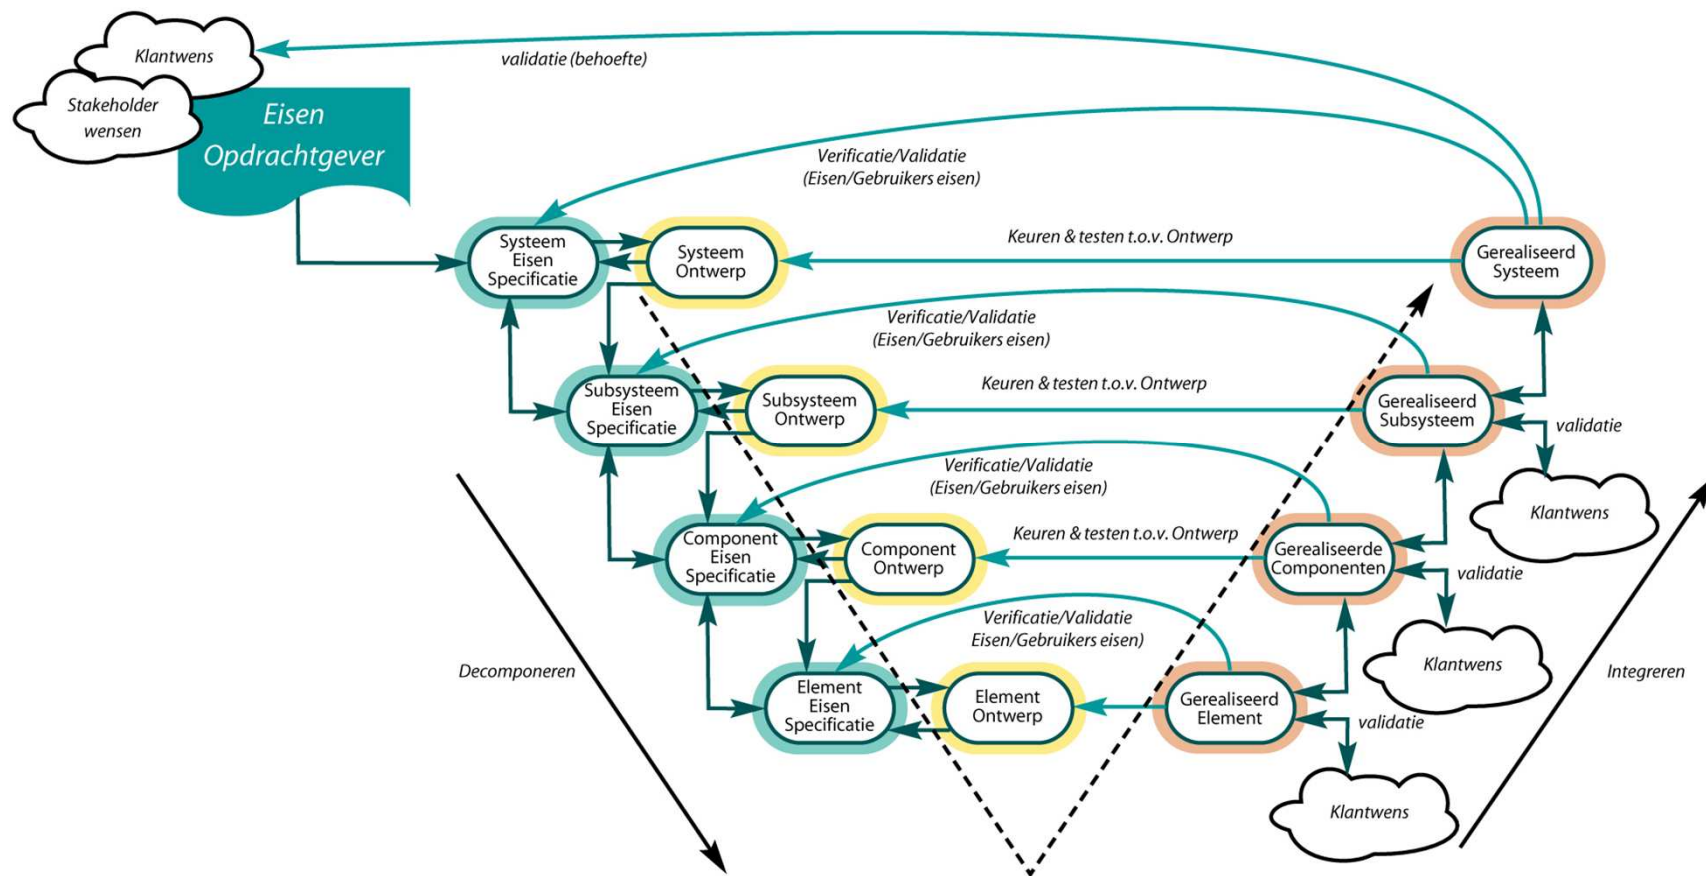 Klantwens
validatie (behoefte)
Stakeholder
wensen
Eisen
Opdrachtgever
Verificatie/Validatie
(Eisen/Gebruikers eisen)
Systeem
Eisen
Specificatie
Systeem
Ontwerp
Keuren & testen t.o.v. Ontwerp
Gerealiseerd
Systeem
Verificatie/Validatie
(Eisen/Gebruikers eisen)
Subsysteem
Eisen
Specificatie
Subsysteem
Ontwerp
Keuren & testen t.o.v. Ontwerp
Gerealiseerd
Subsysteem
validatie
Klantwens
Verificatie/Validatie
(Eisen/Gebruikers eisen)
Component
Eisen
Specificatie
Component
Ontwerp
Keuren & testen t.o.v. Ontwerp
Gerealiseerde
Componenten
validatie
Klantwens
Verificatie/Validatie
Eisen/Gebruikers eisen)
Decomponeren
Element
Eisen
Specificatie
Element
Ontwerp
Gerealiseerd
Element
validatie
Klantwens
Integreren